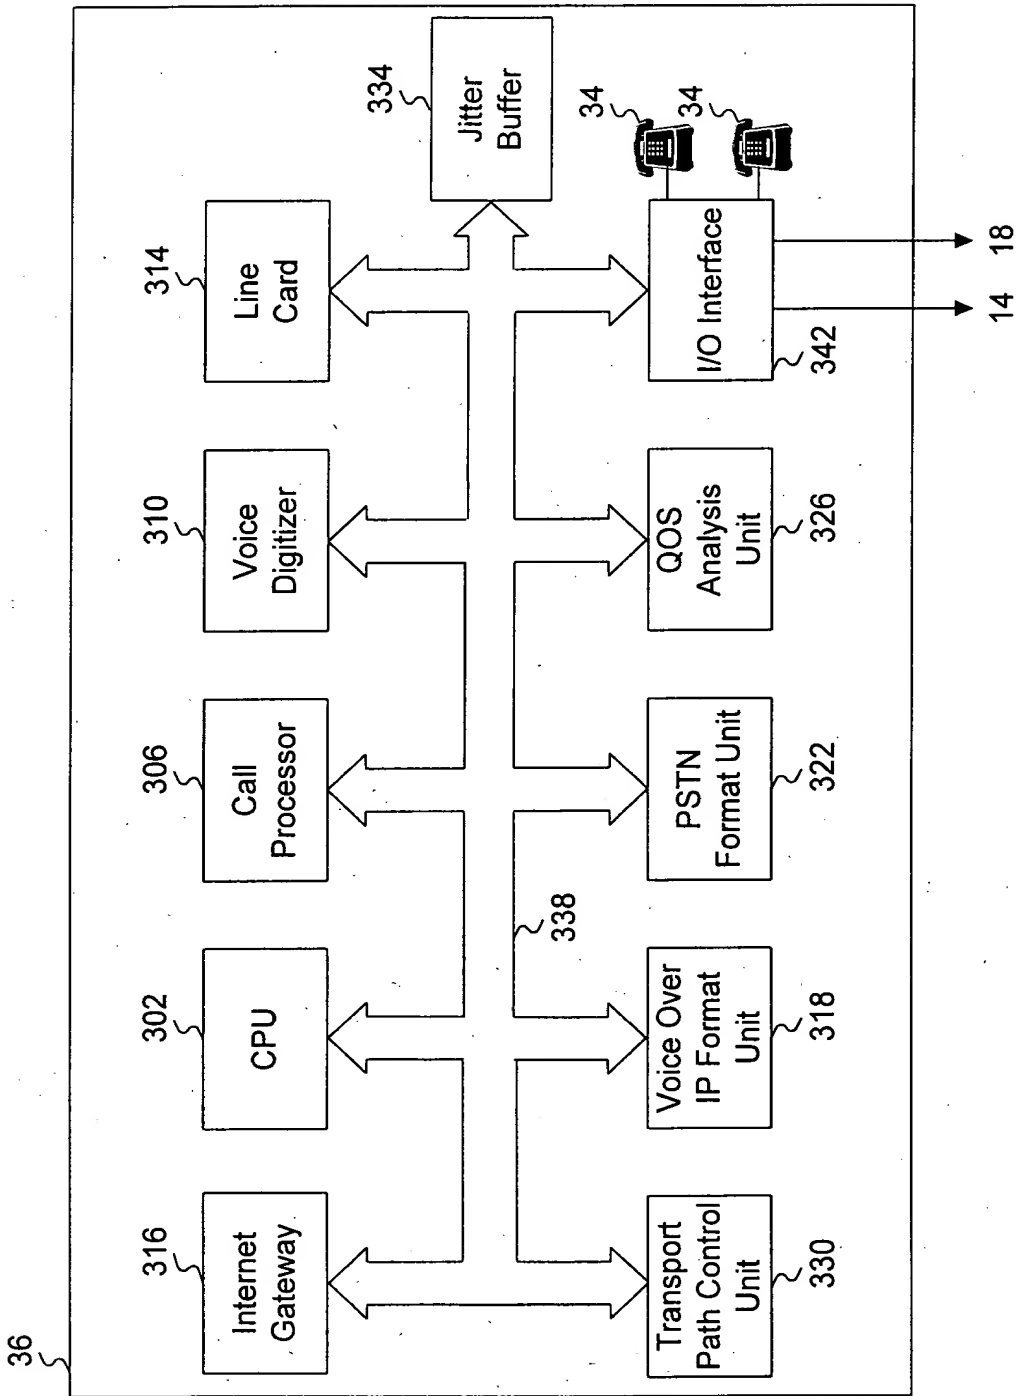 36
316
Internet
Gateway
302
CPU
306
Call
Processor
310
Voice
Digitizer
314
Line
Card
334
Jitter
Buffer
338
Transport
Path Control
Unit
330
Voice Over
IP Format
Unit
318
PSTN
Format Unit
322
QOS
Analysis
Unit
326
I/O Interface
342
34
34
14
18